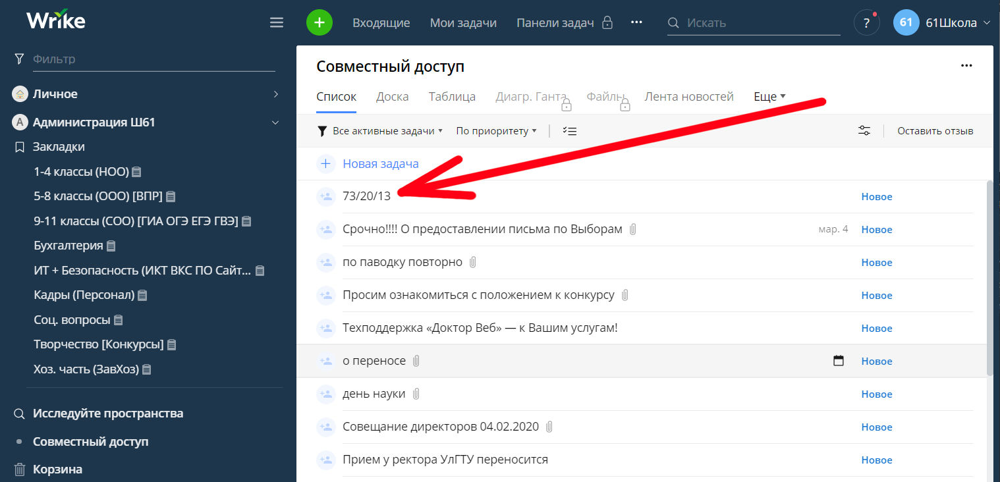 Wrike
Входящие Мои задачи Панели задач Искать ? 61 61Школа
Фильтр
Личное
А Администрация Ш61
Закладки
1-4 классы (НОО)
5-8 классы (ООО) [ВПР]
9-11 классы (СОО) [ГИА ОГЭ ЕГЭ ГВЭ]
Бухгалтерия
ИТ + Безопасность (ИКТ ВКС ПО Сайт...
Кадры (Персонал)
Соц. вопросы
Творчество [Конкурсы]
Хоз. часть (ЗавХоз)
Исследуйте пространства
Совместный доступ
Корзина
Совместный доступ
Список Доска Таблица Диагр. Ганта Файлы Лента новостей Еще
Все активные задачи По приоритету Оставить отзыв
Новая задача
73/20/13 Новое
Срочно!!!! О предоставлении письма по Выборам мар. 4 Новое
по паводку повторно Новое
Просим ознакомиться с положением к конкурсу Новое
Техподдержка «Доктор Веб» — к Вашим услугам! Новое
о переносе Новое
день науки Новое
Совещание директоров 04.02.2020 Новое
Прием у ректора УлГТУ переносится Новое